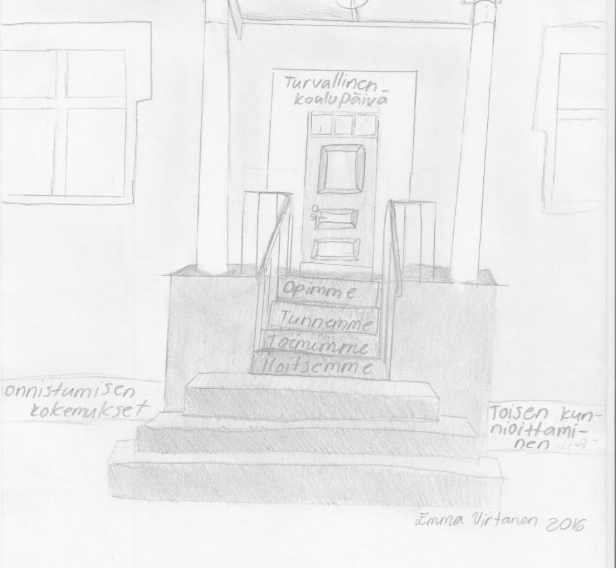 Turvallinen
koulupäivä
Opimme
Tunnemme
Toimimme
iloitsemme
onnistumisen
kokemukset
Toisen kun-
nioittami-
nen
Emma Virtanen 2016